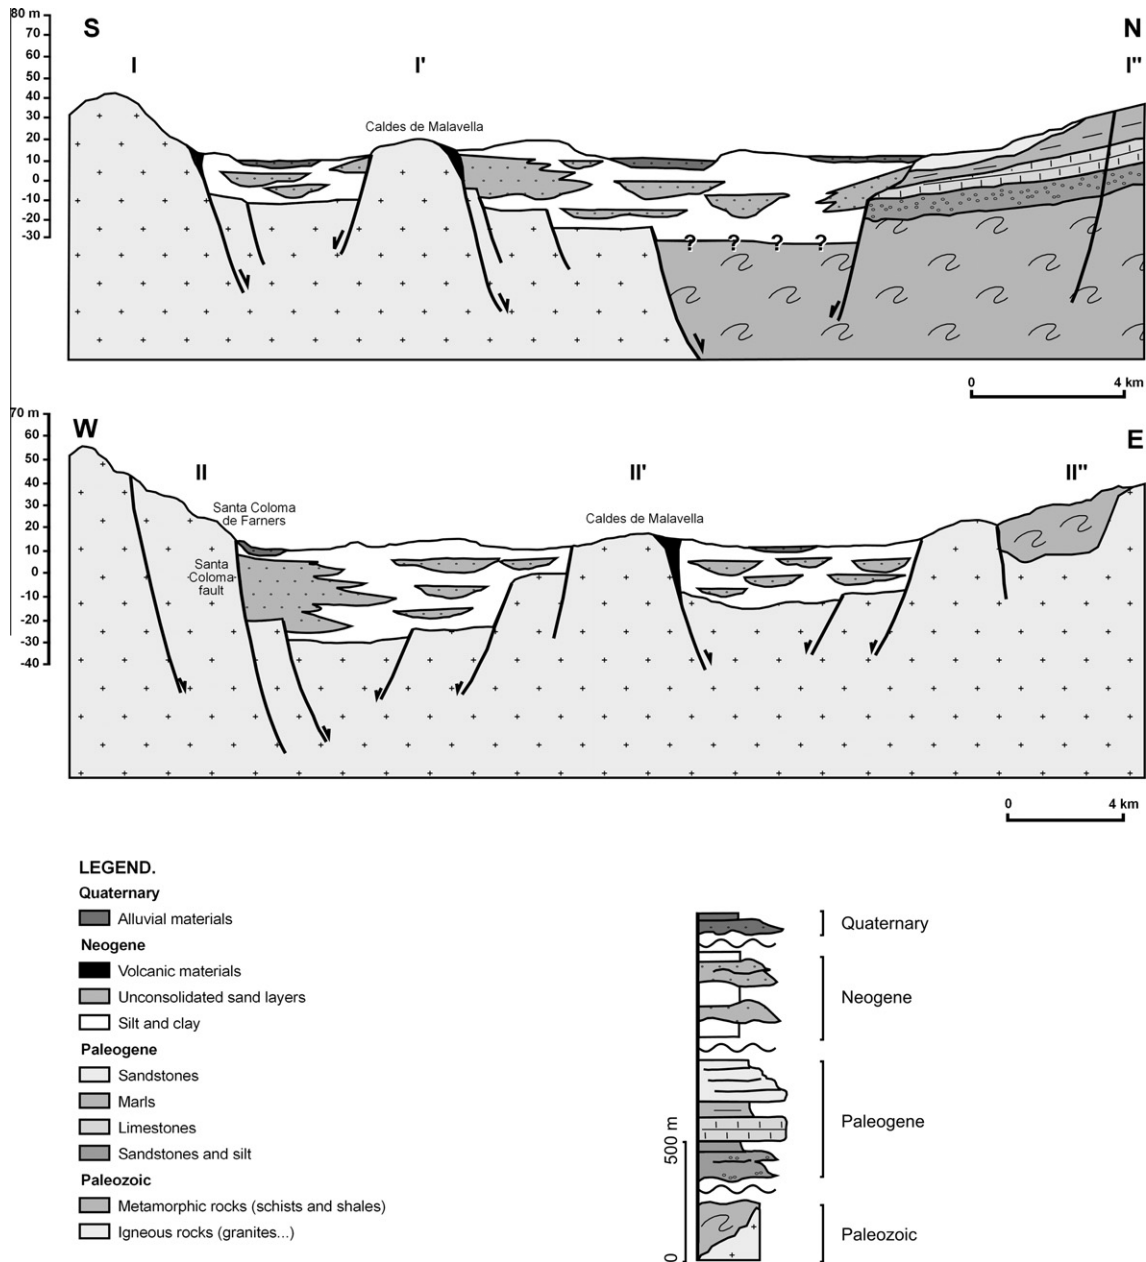 80 m
70
60
50
40
30
20
10
0
-10
-20
-30
S
N
I
I'
I"
Caldes de Malavella
? ? ? ?
0 4 km
70 m
60
50
40
30
20
10
0
-10
-20
-30
-40
W
E
II
II'
II"
Santa Coloma
de Farners
Caldes de Malavella
Santa
Coloma
fault
0 4 km
LEGEND.
Quaternary
Alluvial materials
Neogene
Volcanic materials
Unconsolidated sand layers
Silt and clay
Paleogene
Sandstones
Marls
Limestones
Sandstones and silt
Paleozoic
Metamorphic rocks (schists and shales)
Igneous rocks (granites...)
Quaternary
Neogene
Paleogene
Paleozoic
500 m
0